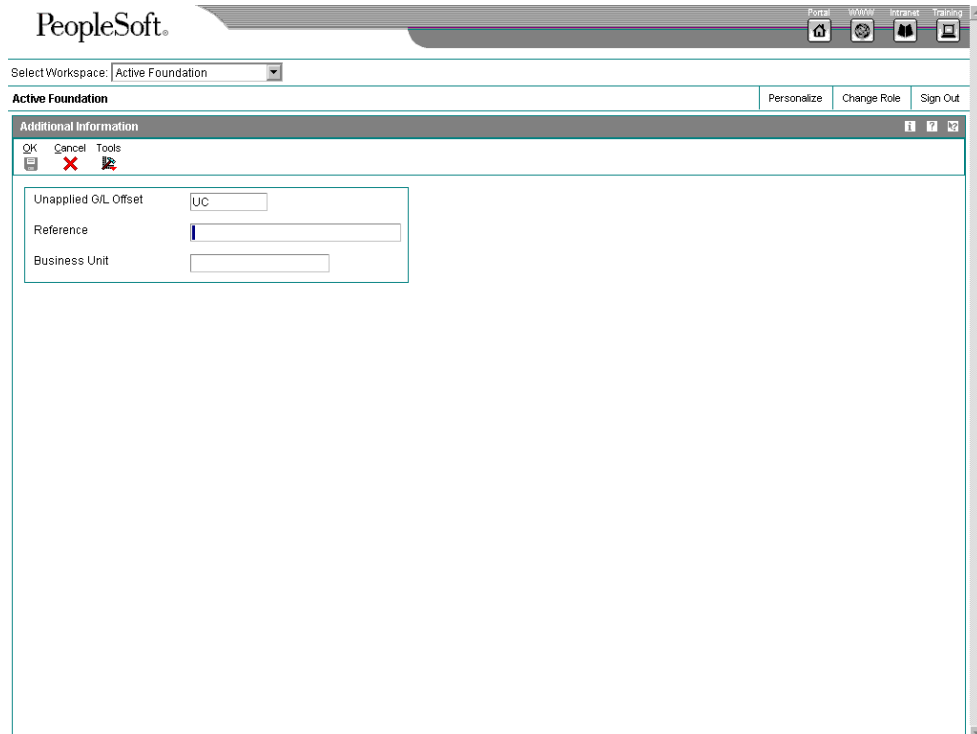 PeopleSoft®
Portal WWW Intranet Training
Select Workspace: Active Foundation
Active Foundation Personalize Change Role Sign Out
Additional Information
OK Cancel Tools
Unapplied G/L Offset UC
Reference
Business Unit